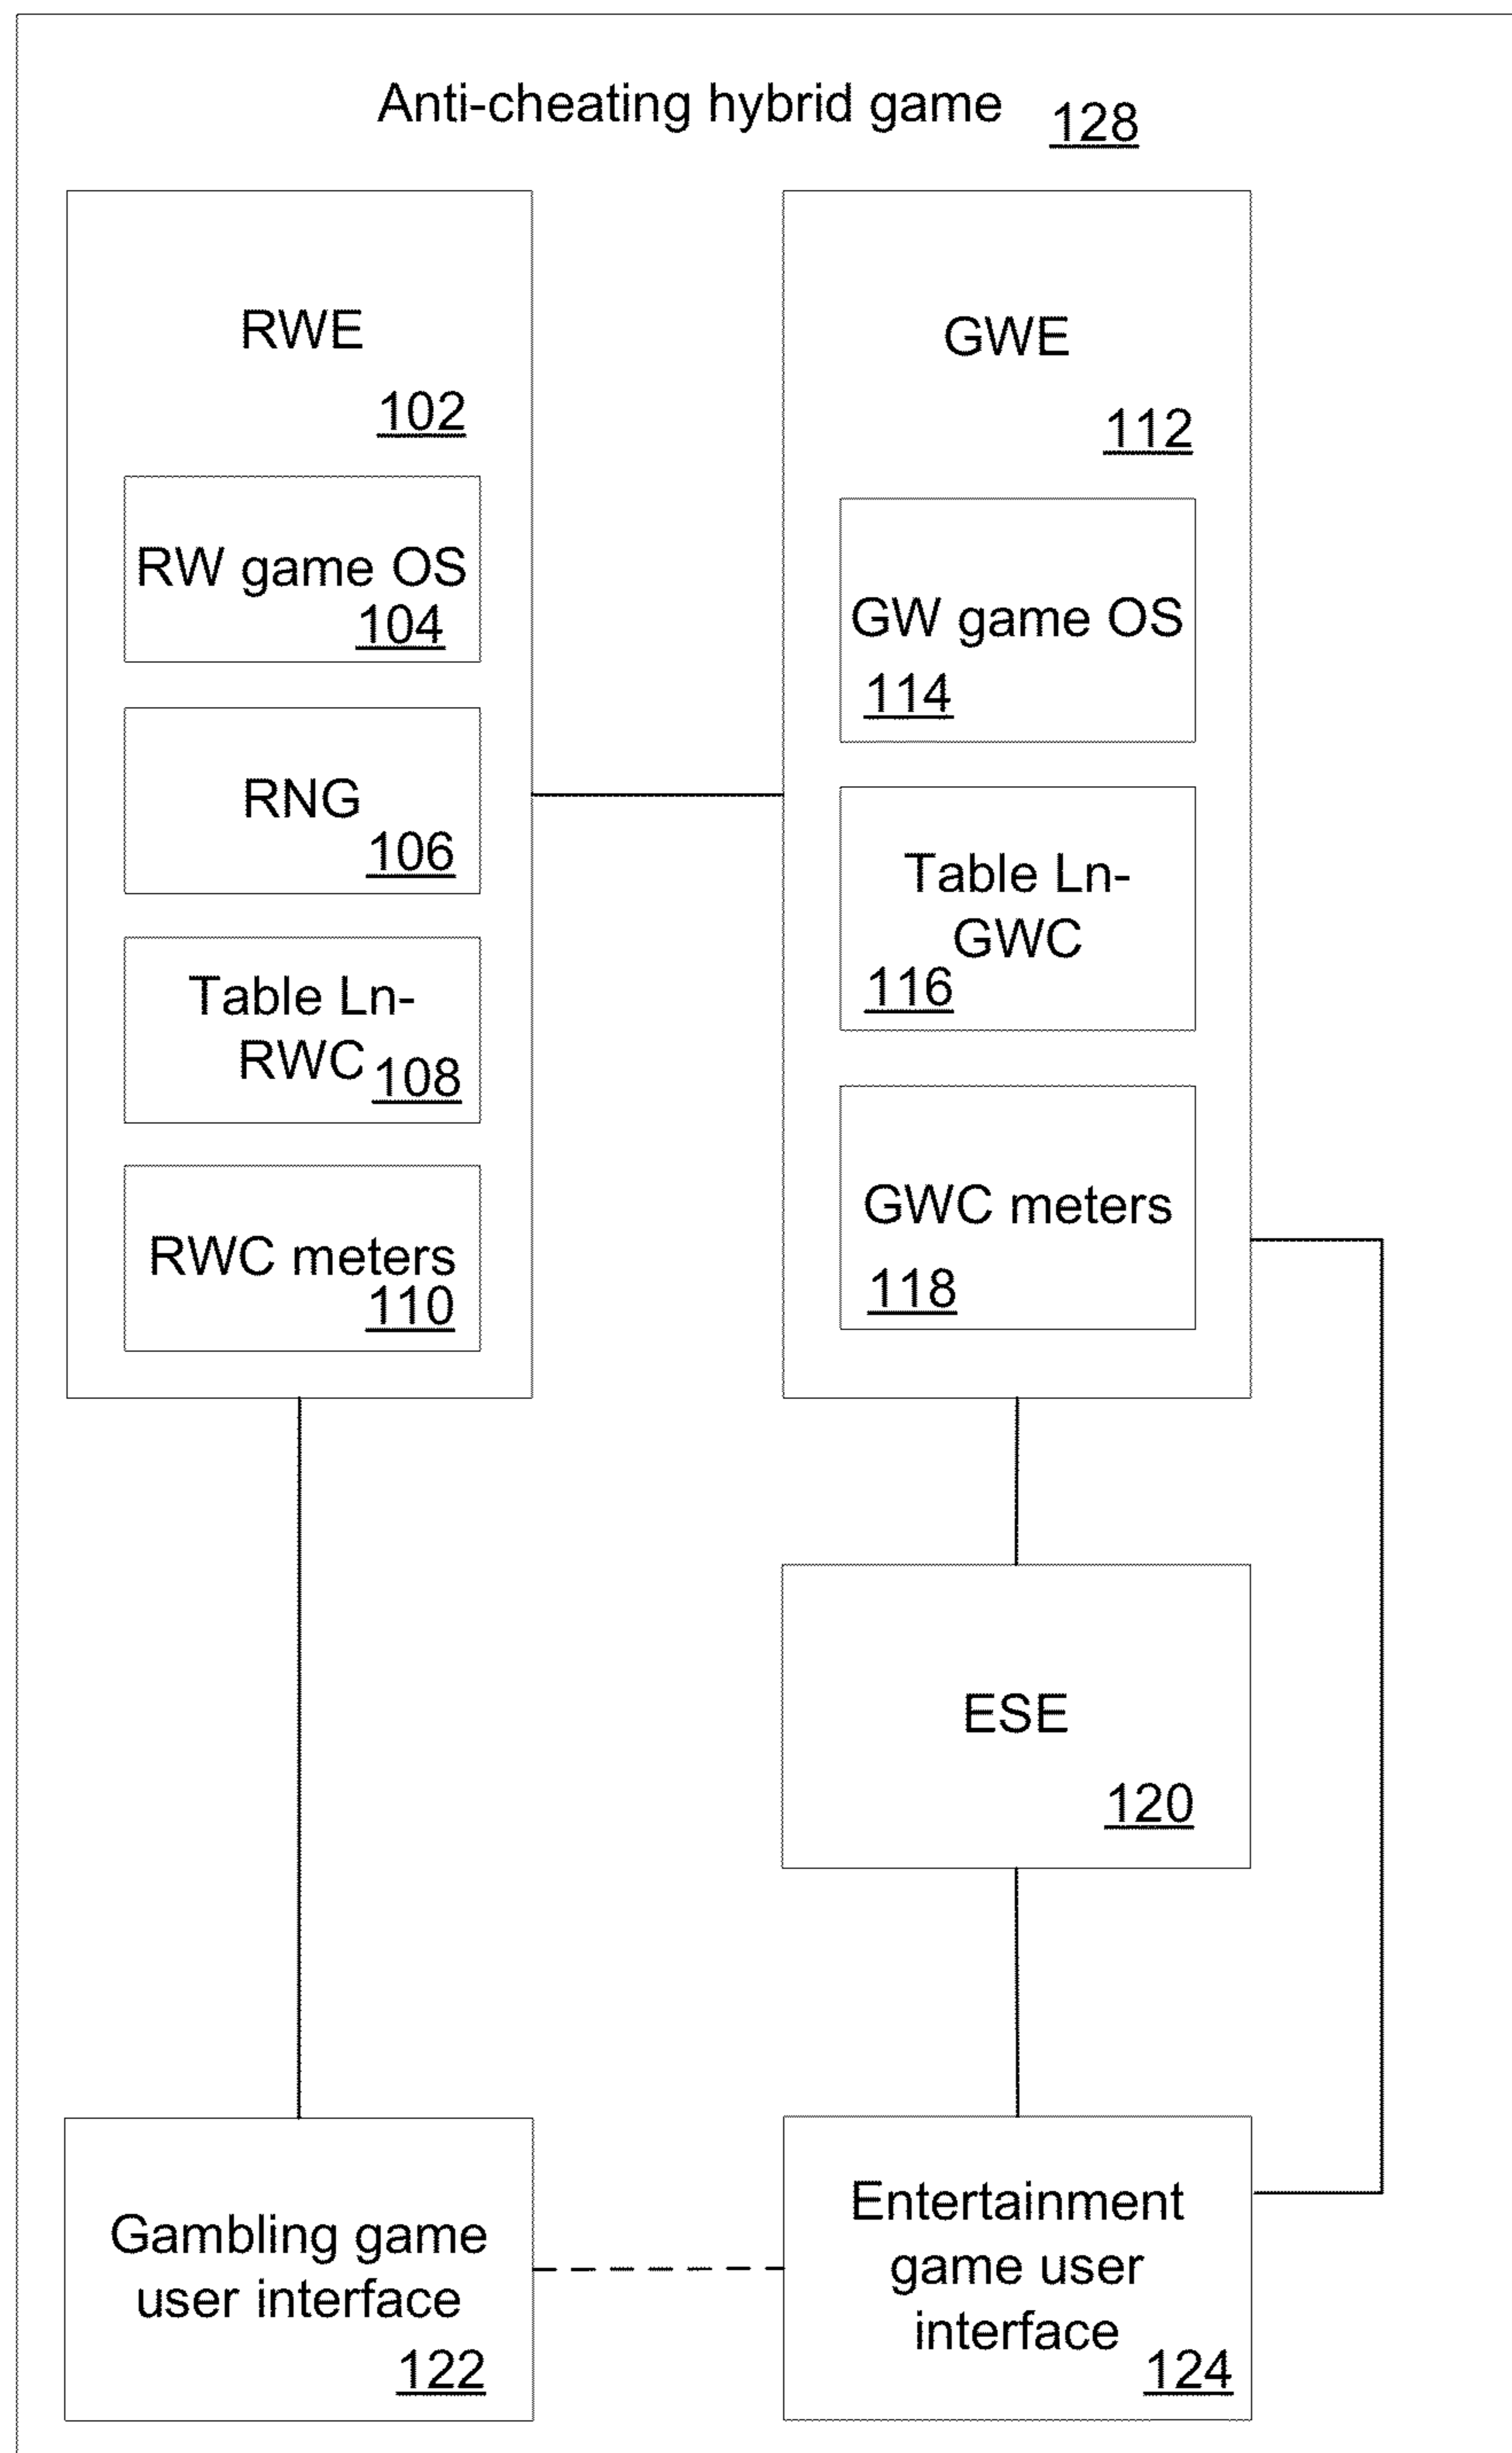 Anti-cheating hybrid game 128
RWE
102
RW game OS
104
RNG
106
Table Ln-
RWC 108
RWC meters
110
GWE
112
GW game OS
114
Table Ln-
GWC
116
GWC meters
118
ESE
120
Gambling game
user interface
122
Entertainment
game user
interface
124